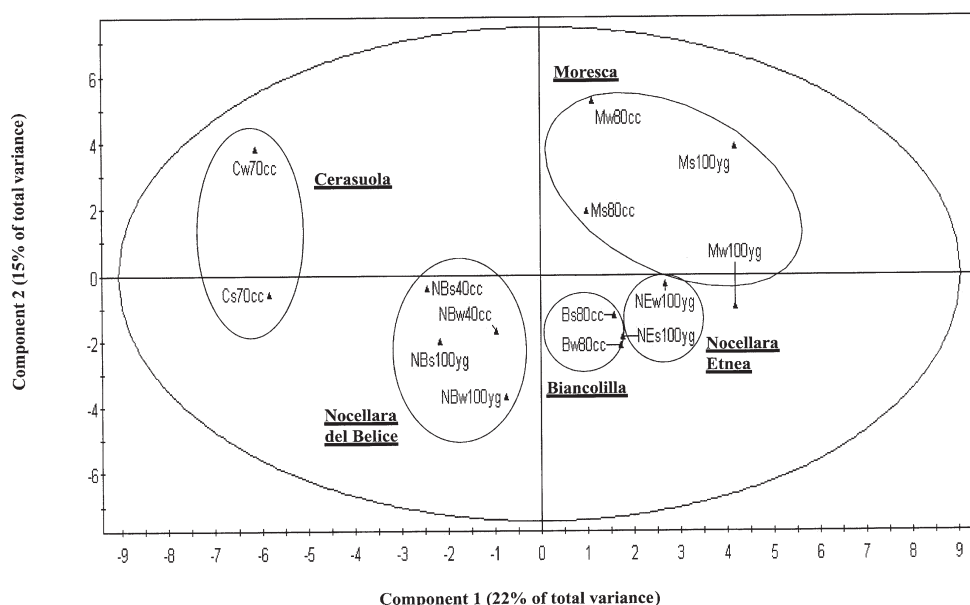 Component 2 (15% of total variance)
6
4
2
0
-2
-4
-6
Moresca
Mw80cc
Ms100yg
Ms80cc
Mw100yg
Cw70cc
Cerasuola
Cs70cc
NBs40cc
NBw40cc
NBs100yg
NBw100yg
Nocellara
del Belice
Bs80cc
Bw80cc
Biancolilla
NEw100yg
NEs100yg
Nocellara
Etnea
-9 -8 -7 -6 -5 -4 -3 -2 -1 0 1 2 3 4 5 6 7 8 9
Component 1 (22% of total variance)